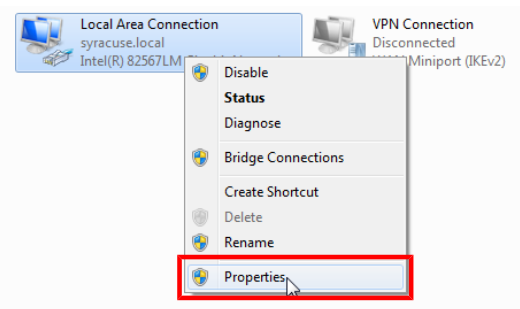 Local Area Connection
syracuse.local
Intel(R) 82567LM
VPN Connection
Disconnected
Miniport (IKEv2)
Disable
Status
Diagnose
Bridge Connections
Create Shortcut
Delete
Rename
Properties